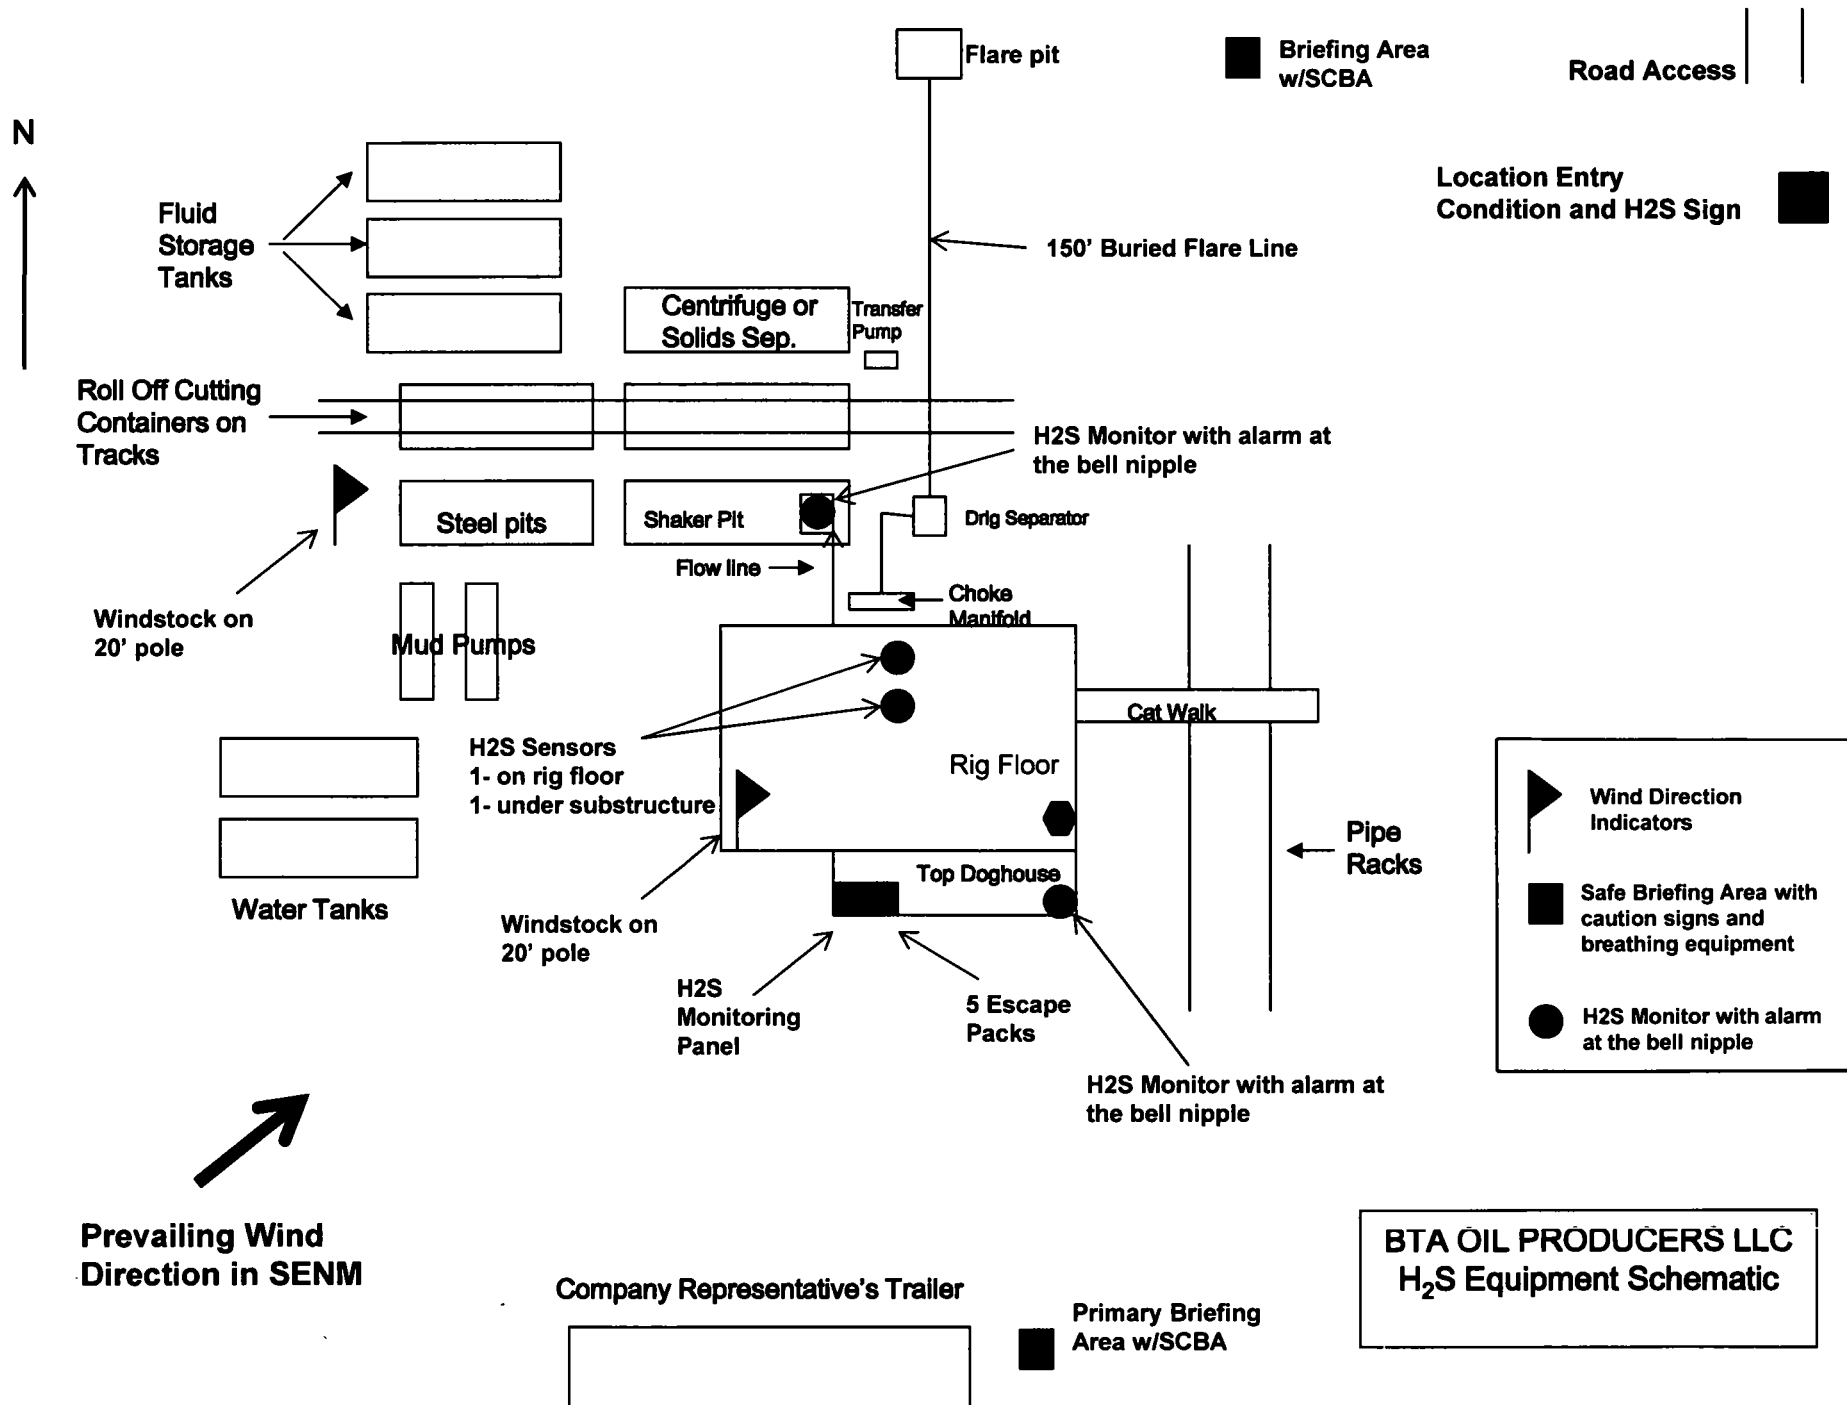 Flare pit
Briefing Area
w/SCBA
Road Access
N
Location Entry
Condition and H2S Sign
Fluid
Storage
Tanks
150' Buried Flare Line
Centrifuge or
Solids Sep.
Transfer
Pump
Roll Off Cutting
Containers on
Tracks
H2S Monitor with alarm at
the bell nipple
Steel pits
Shaker Pit
Drlg Separator
Flow line
Choke
Manifold
Windstock on
20' pole
Mud Pumps
Cat Walk
H2S Sensors
1- on rig floor
1- under substructure
Rig Floor
Wind Direction
Indicators
Pipe
Racks
Top Doghouse
Safe Briefing Area with
caution signs and
breathing equipment
Water Tanks
Windstock on
20' pole
H2S
Monitoring
Panel
5 Escape
Packs
H2S Monitor with alarm
at the bell nipple
H2S Monitor with alarm at
the bell nipple
Prevailing Wind
Direction in SENM
BTA OIL PRODUCERS LLC
H₂S Equipment Schematic
Company Representative's Trailer
Primary Briefing
Area w/SCBA